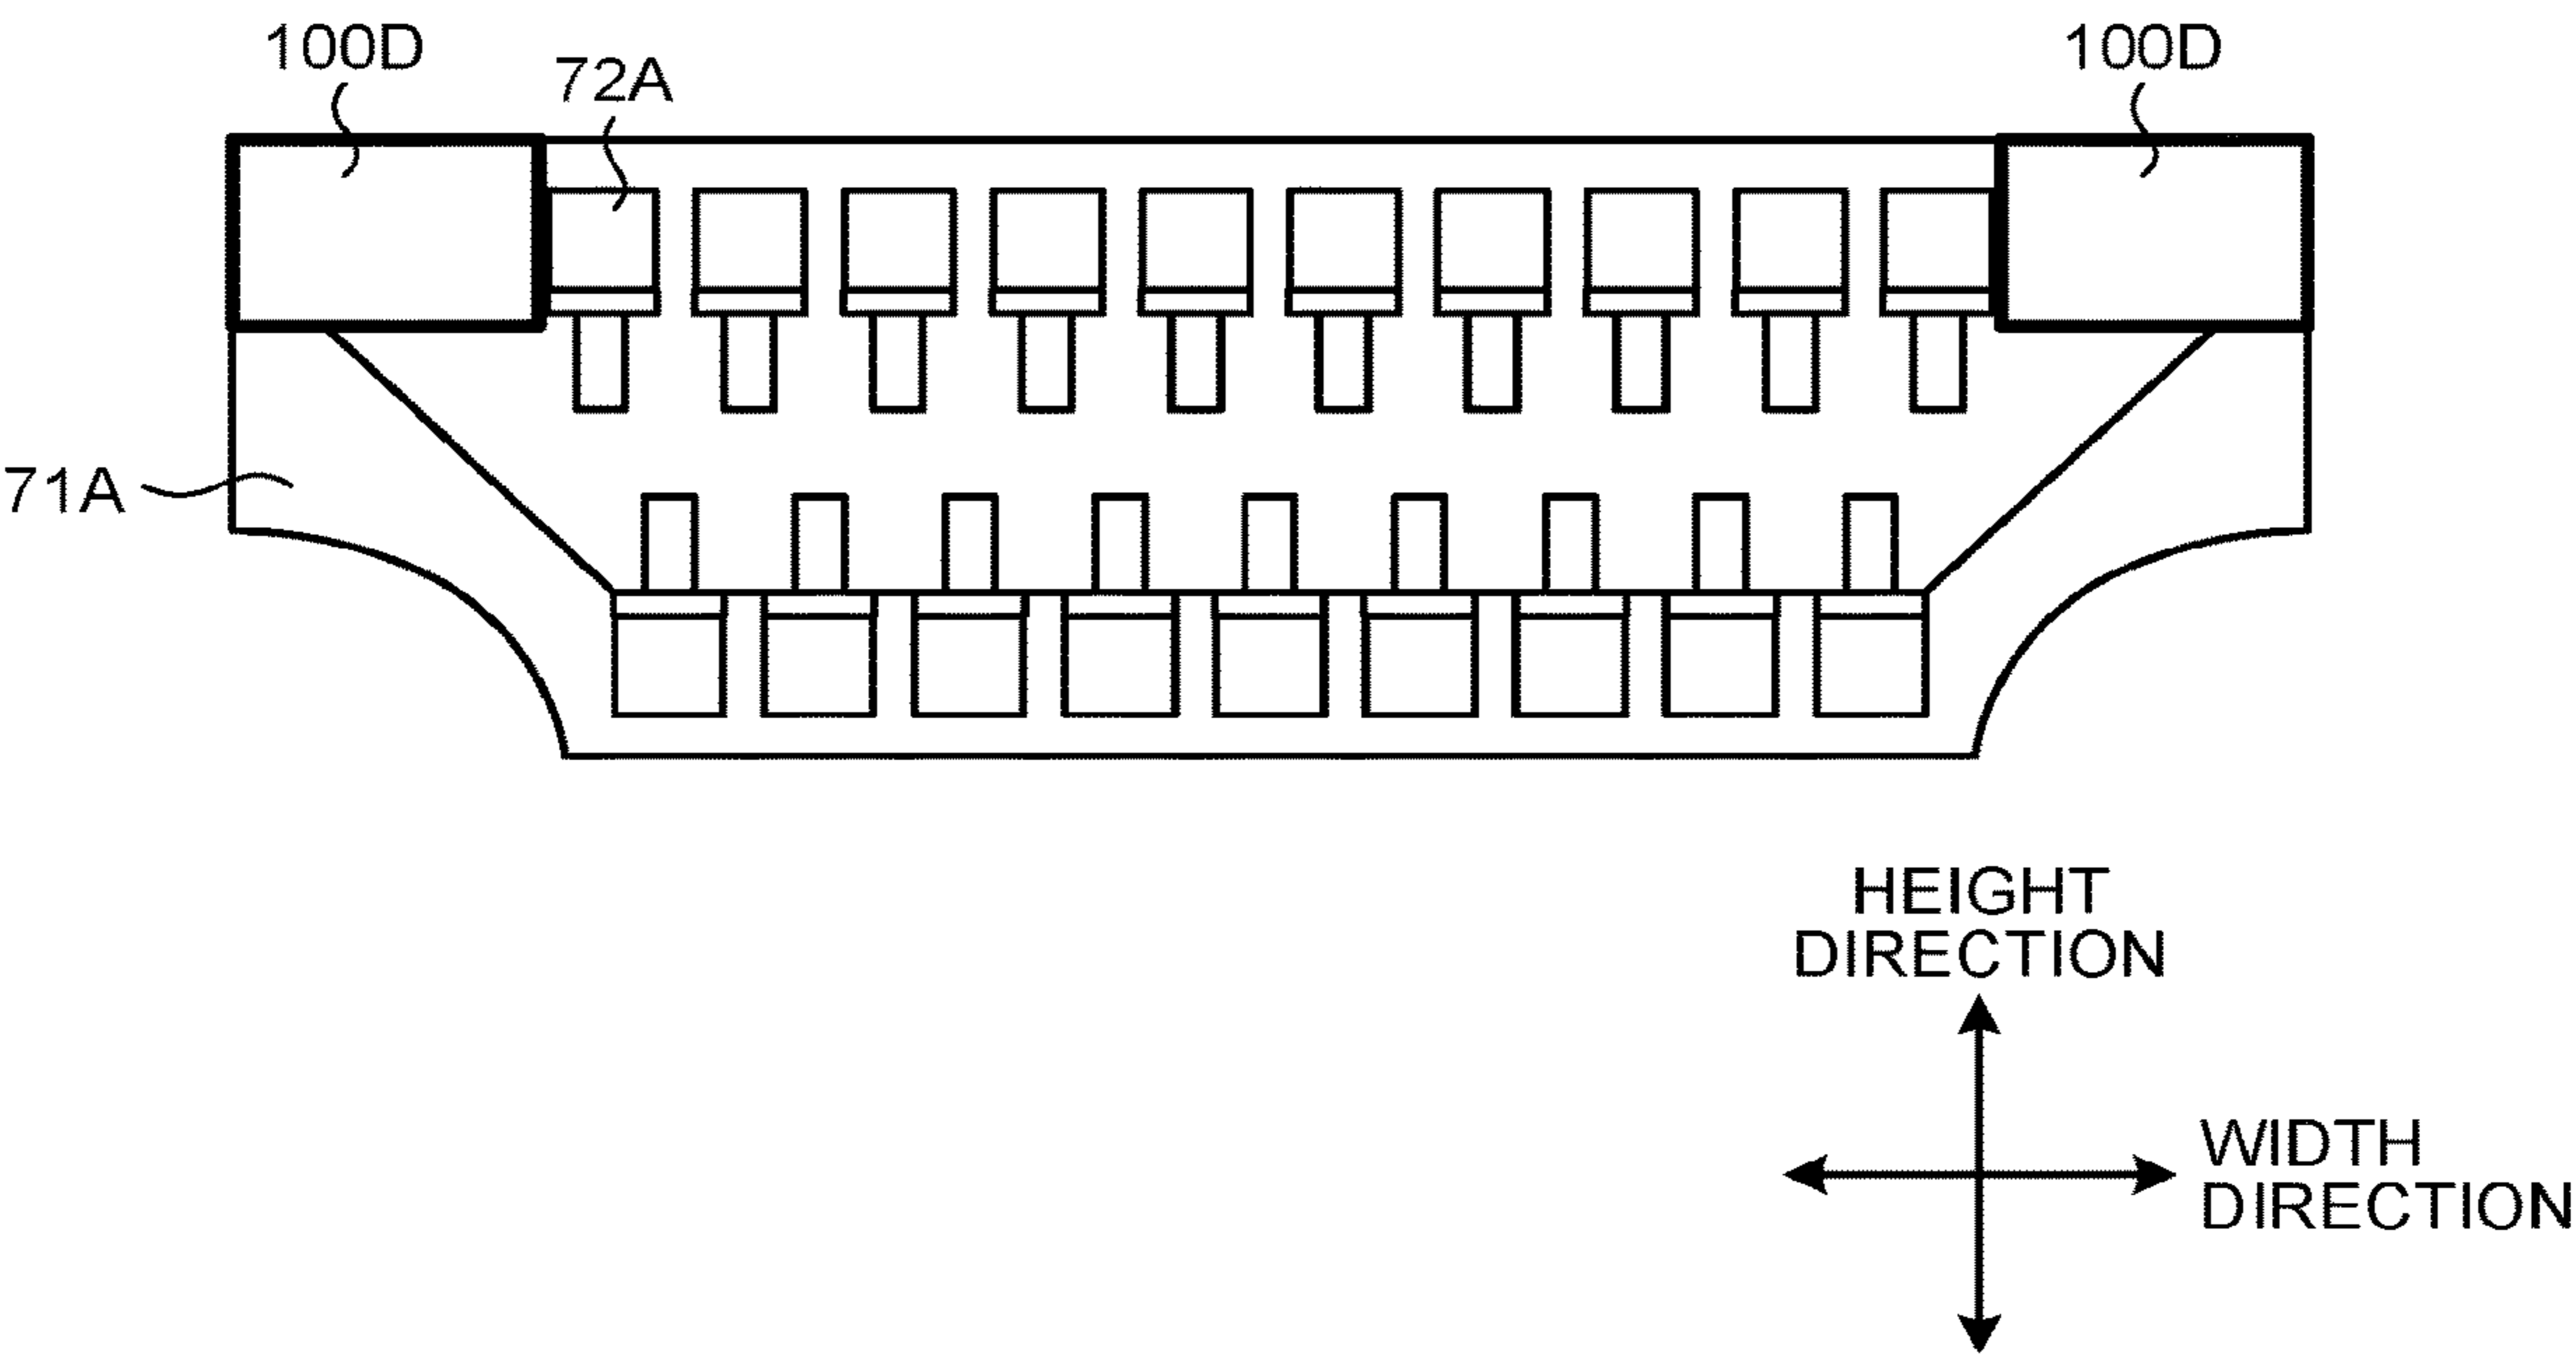 100D
72A
100D
71A
HEIGHT
DIRECTION
WIDTH
DIRECTION